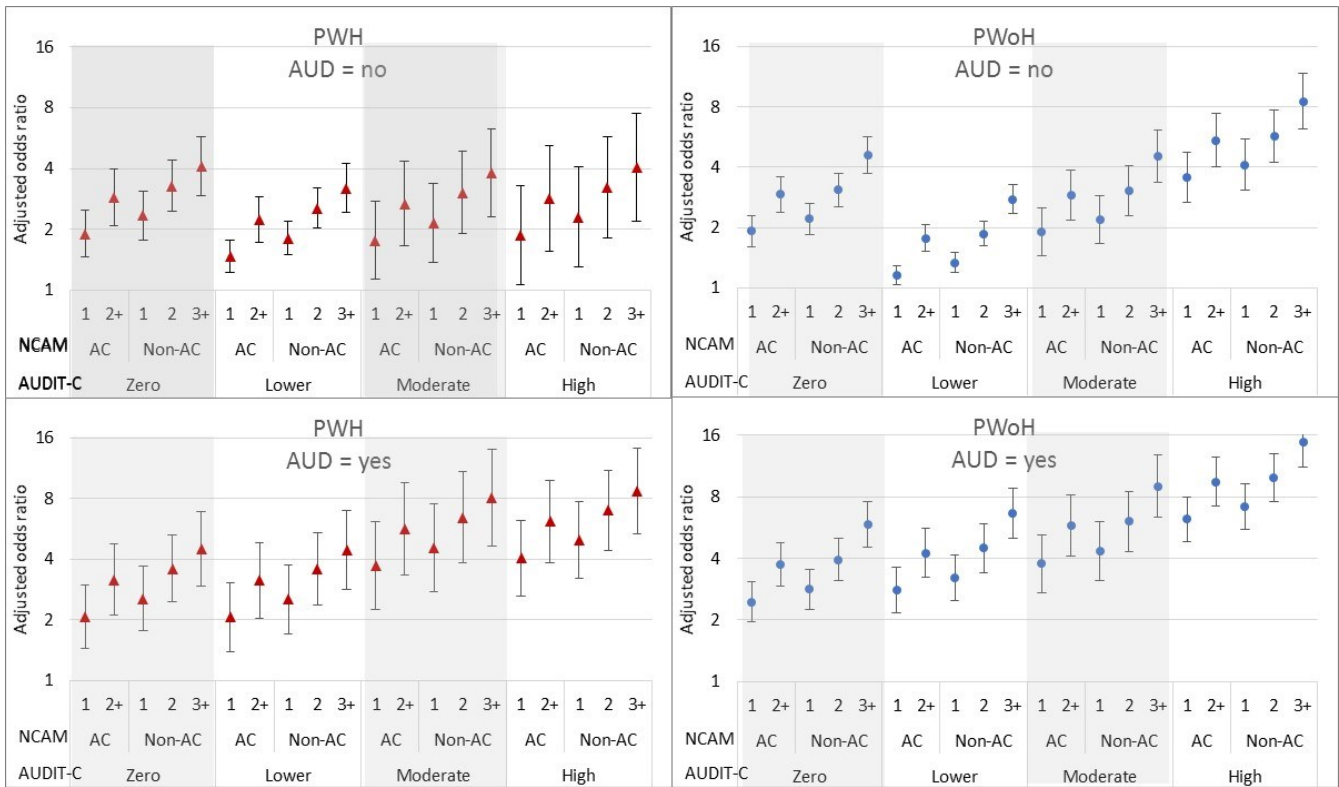 PWH
AUD = no
Adjusted odds ratio
16
8
4
2
1
1 2+ 1 2 3+ 1 2+ 1 2 3+ 1 2+ 1 2 3+ 1 2+ 1 2 3+
NCAM AC Non-AC AC Non-AC AC Non-AC AC Non-AC
AUDIT-C Zero Lower Moderate High
PWoH
AUD = no
Adjusted odds ratio
16
8
4
2
1
1 2+ 1 2 3+ 1 2+ 1 2 3+ 1 2+ 1 2 3+ 1 2+ 1 2 3+
NCAM AC Non-AC AC Non-AC AC Non-AC AC Non-AC
AUDIT-C Zero Lower Moderate High
PWH
AUD = yes
Adjusted odds ratio
16
8
4
2
1
1 2+ 1 2 3+ 1 2+ 1 2 3+ 1 2+ 1 2 3+ 1 2+ 1 2 3+
NCAM AC Non-AC AC Non-AC AC Non-AC AC Non-AC
AUDIT-C Zero Lower Moderate High
PWoH
AUD = yes
Adjusted odds ratio
16
8
4
2
1
1 2+ 1 2 3+ 1 2+ 1 2 3+ 1 2+ 1 2 3+ 1 2+ 1 2 3+
NCAM AC Non-AC AC Non-AC AC Non-AC AC Non-AC
AUDIT-C Zero Lower Moderate High